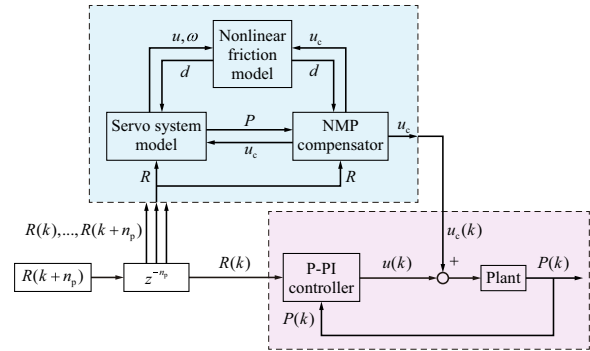 u, ω
Nonlinear
friction
model
u_c
d
d
Servo system
model
P
u_c
NMP
compensator
u_c
R
R
R(k),...,R(k+n_p)
u_c(k)
R(k+n_p)
z^{-n_p}
R(k)
P-PI
controller
u(k)
+
Plant
P(k)
P(k)